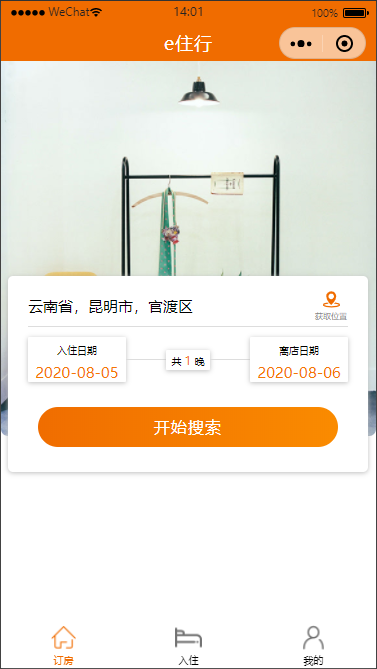 ●●●●● WeChat 14:01 100%
e住行
云南省，昆明市，官渡区
获取位置
入住日期
2020-08-05
共 1 晚
离店日期
2020-08-06
开始搜索
订房 入住 我的